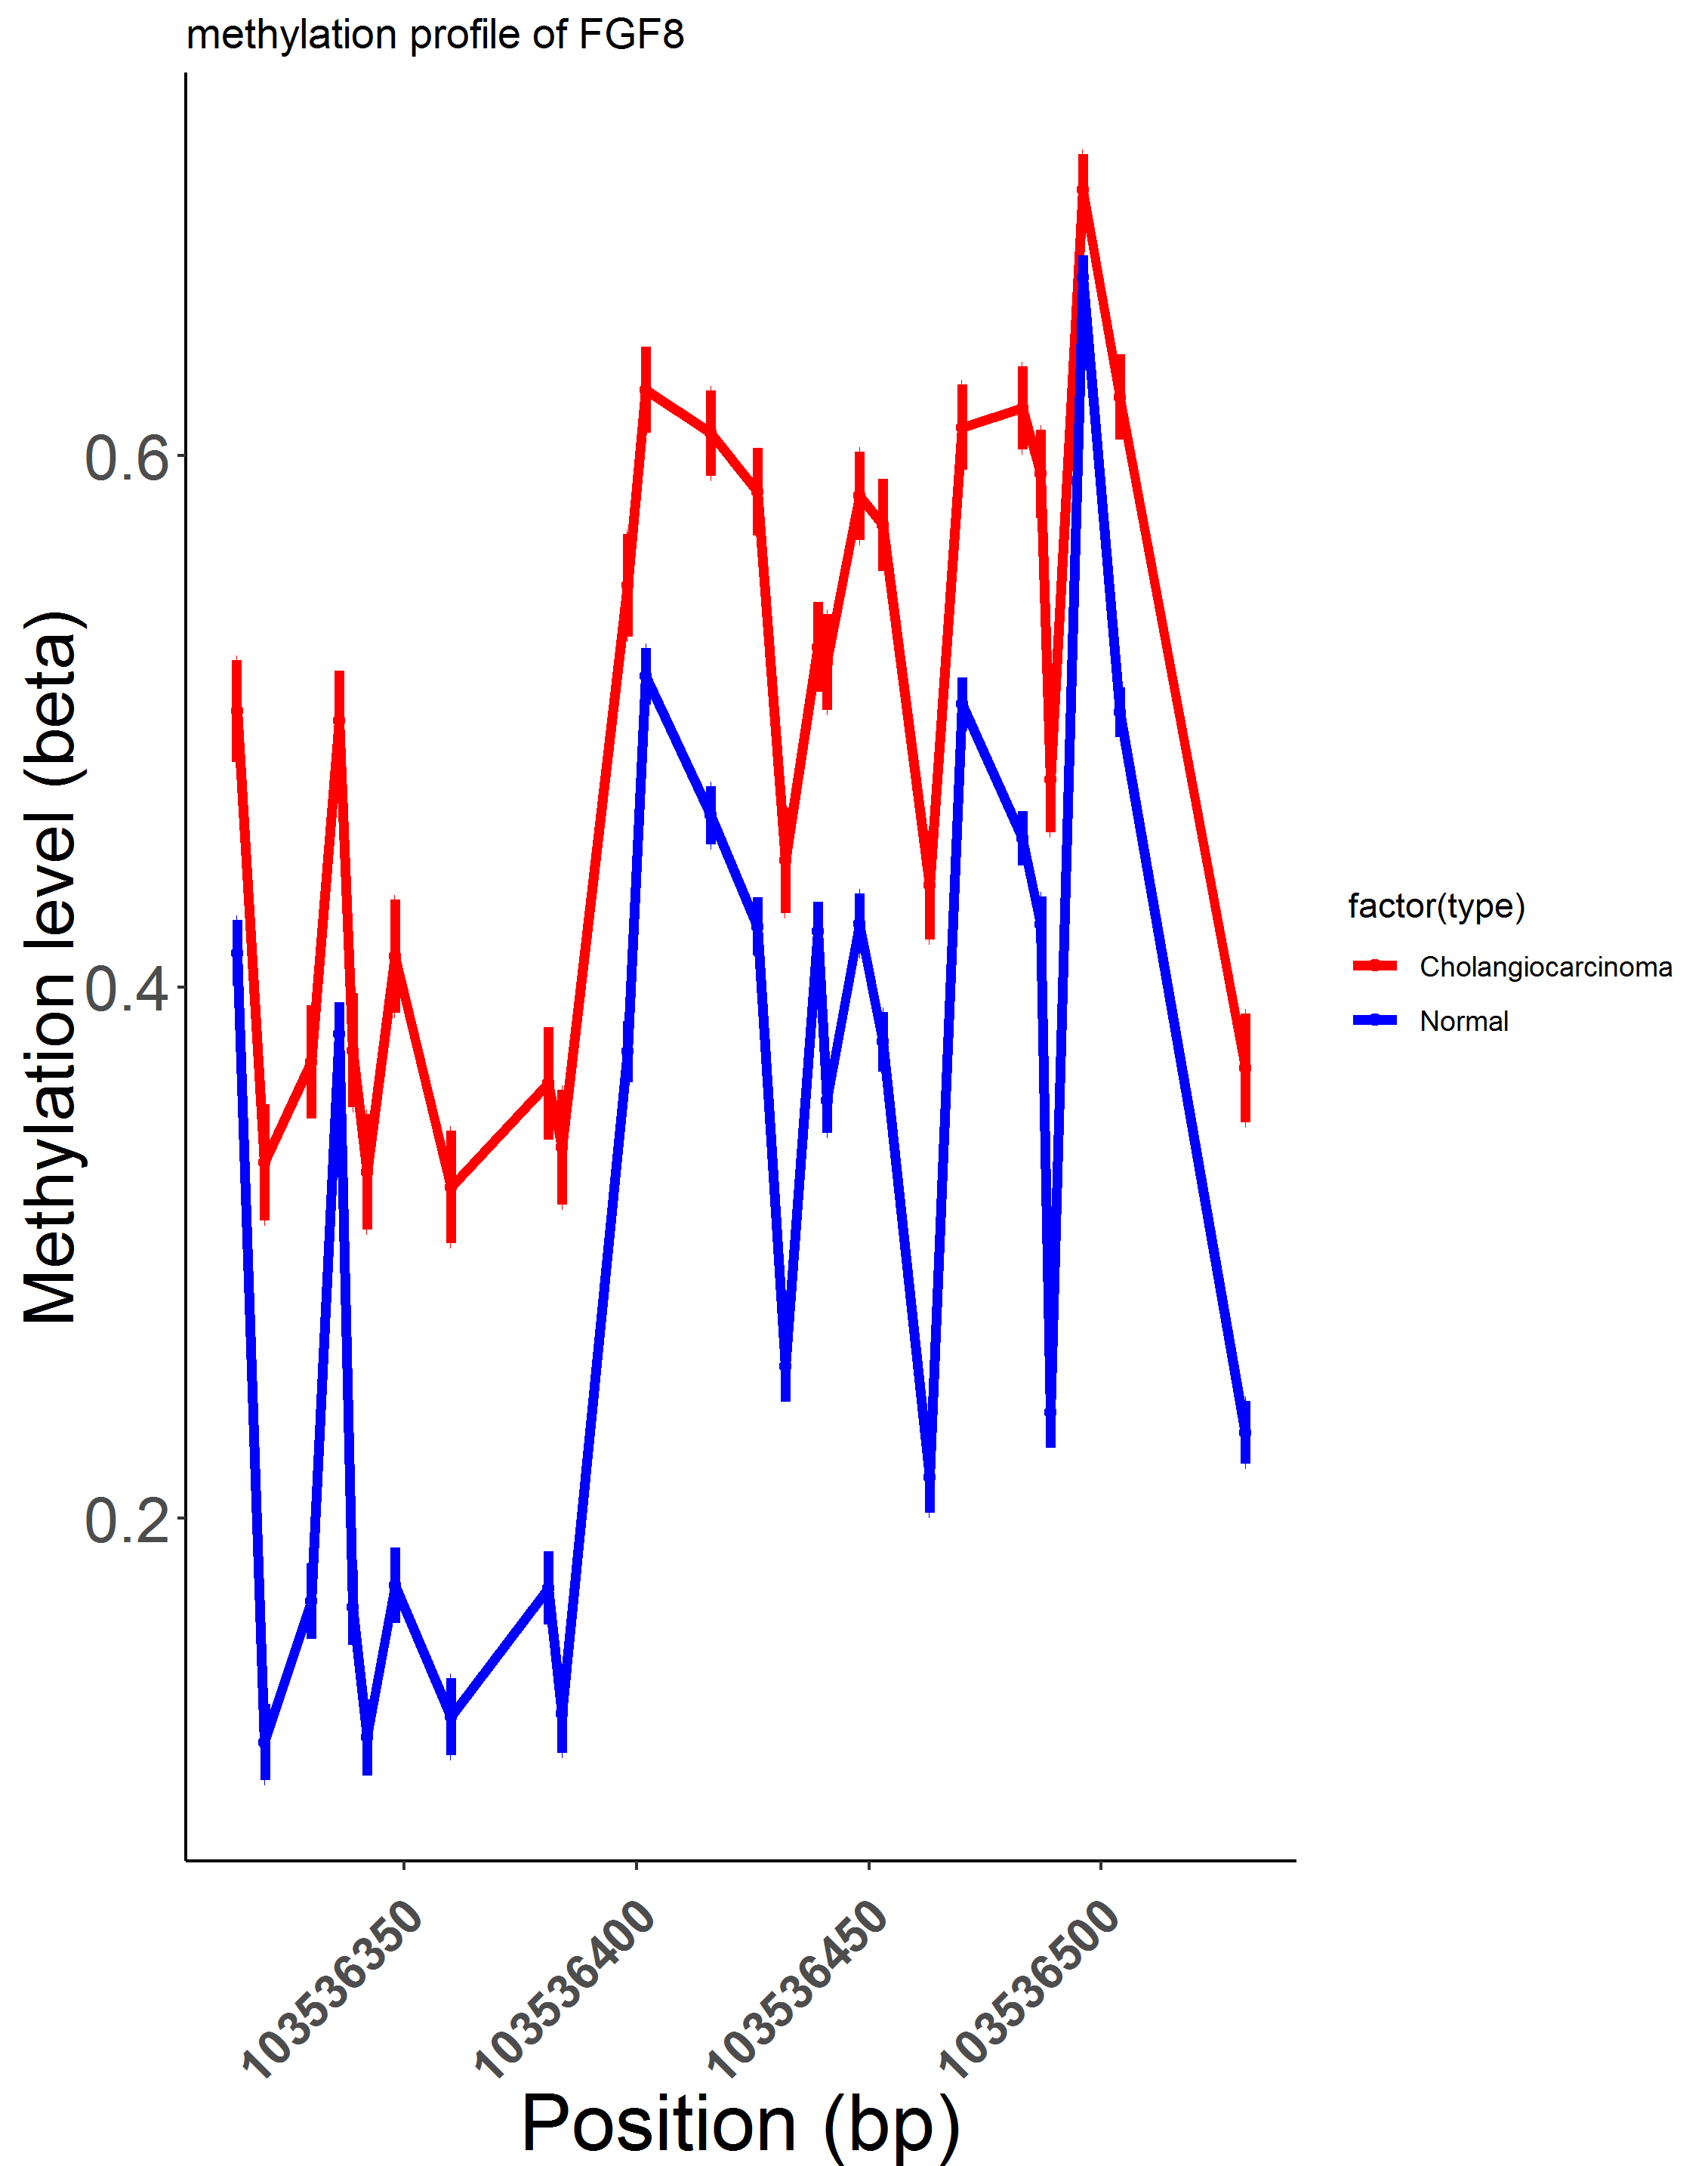 methylation profile of FGF8
Methylation level (beta)
0.6
0.4
0.2
103536350
103536400
103536450
103536500
Position (bp)
factor(type)
Cholangiocarcinoma
Normal